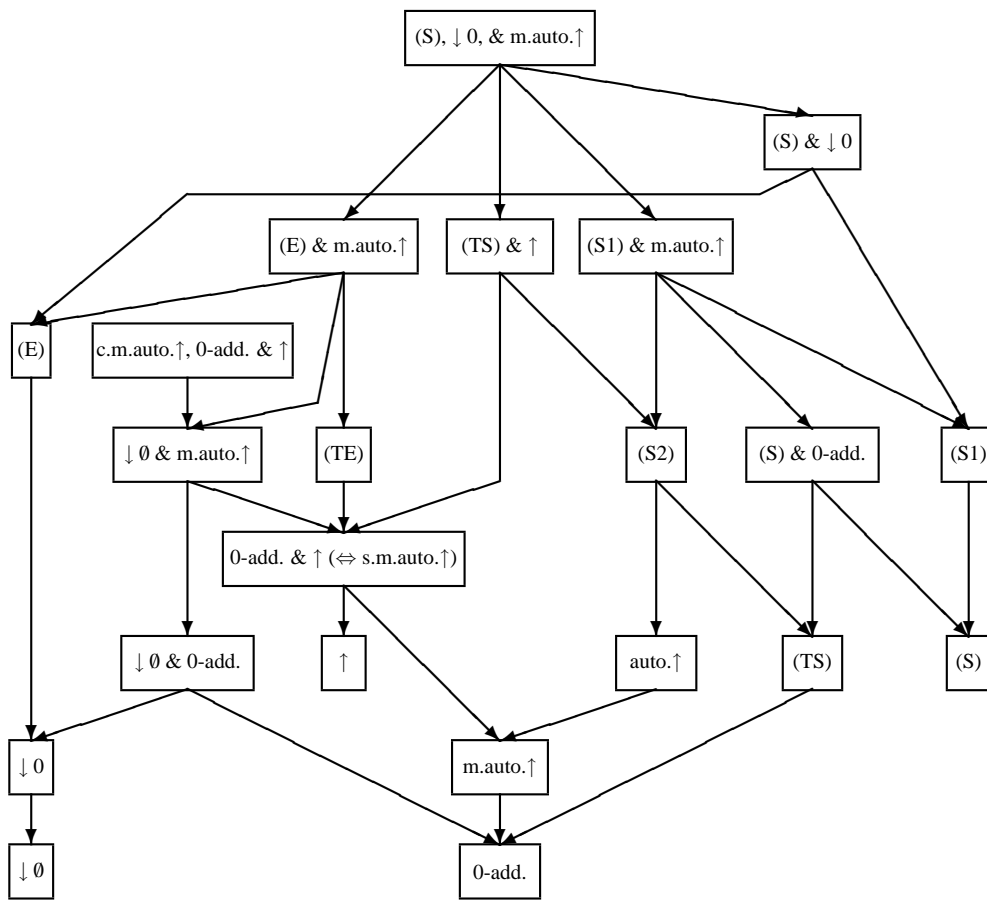 (S), ↓ 0, & m.auto.↑
(S) & ↓ 0
(E) & m.auto.↑
(TS) & ↑
(S1) & m.auto.↑
(E)
c.m.auto.↑, 0-add. & ↑
↓ ∅ & m.auto.↑
(TE)
(S2)
(S) & 0-add.
(S1)
0-add. & ↑ (⇔ s.m.auto.↑)
↓ ∅ & 0-add.
↑
auto.↑
(TS)
(S)
↓ 0
m.auto.↑
↓ ∅
0-add.